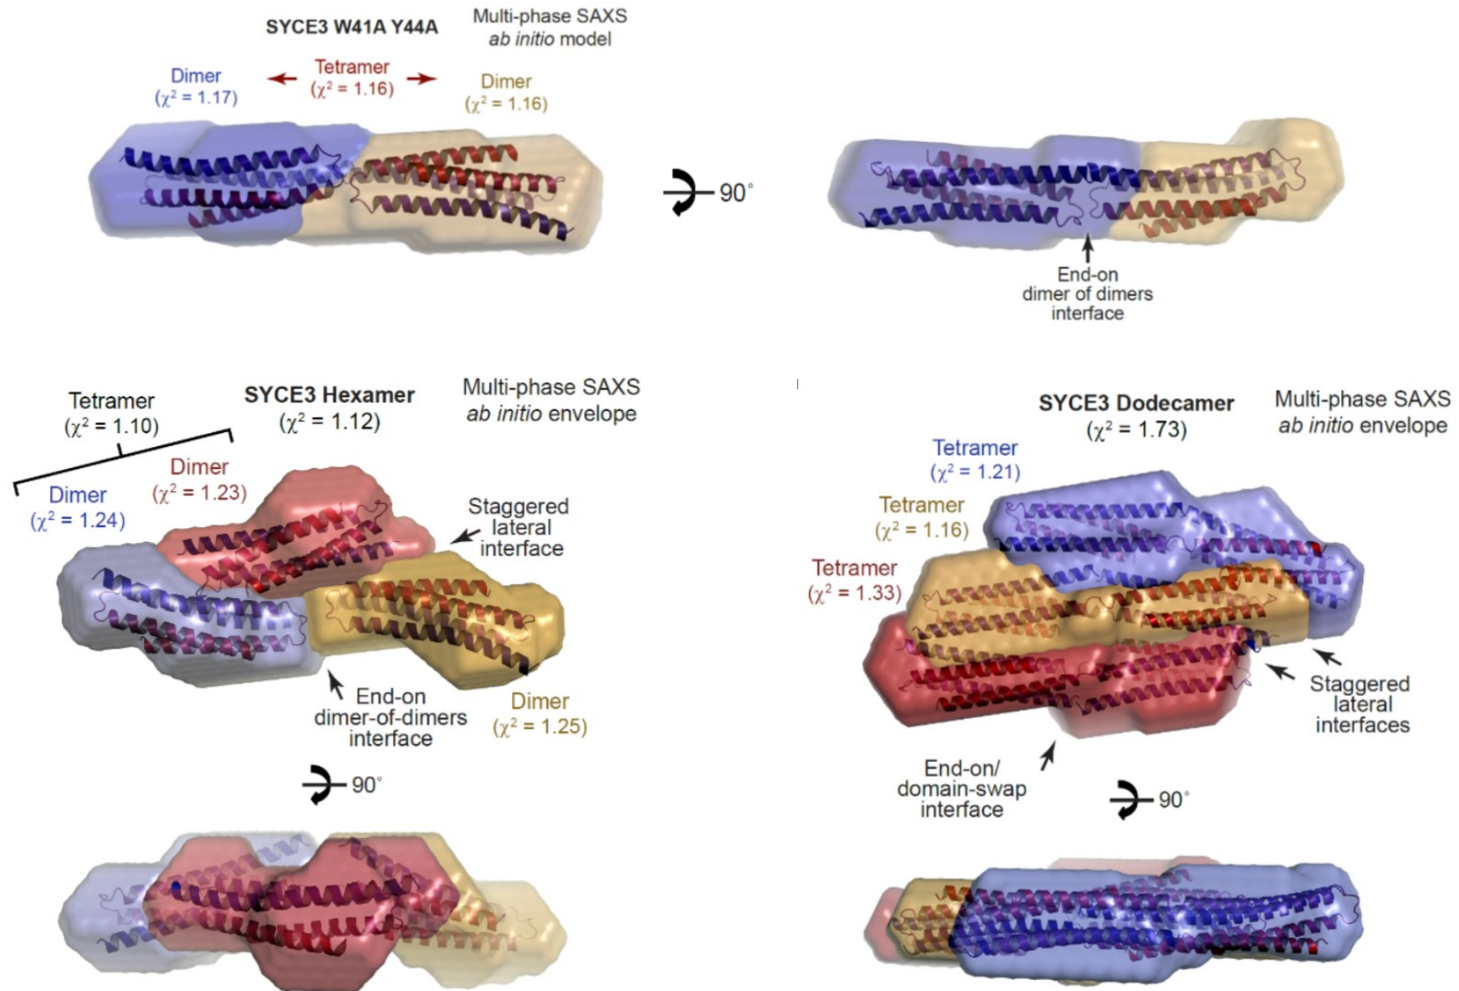 SYCE3 W41A Y44A
Multi-phase SAXS
ab initio model
Dimer
(χ² = 1.17)
Tetramer
(χ² = 1.16)
Dimer
(χ² = 1.16)
90°
End-on
dimer of dimers
interface
Tetramer
(χ² = 1.10)
SYCE3 Hexamer
(χ² = 1.12)
Multi-phase SAXS
ab initio envelope
Dimer
(χ² = 1.24)
Dimer
(χ² = 1.23)
Staggered
lateral
interface
End-on
dimer-of-dimers
interface
Dimer
(χ² = 1.25)
90°
SYCE3 Dodecamer
(χ² = 1.73)
Multi-phase SAXS
ab initio envelope
Tetramer
(χ² = 1.21)
Tetramer
(χ² = 1.16)
Tetramer
(χ² = 1.33)
Staggered
lateral
interfaces
End-on/
domain-swap
interface
90°